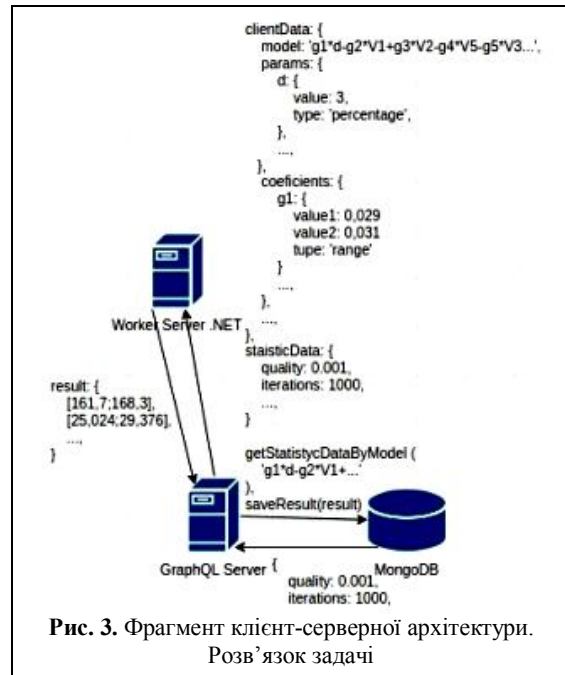 clientData: {
model: 'g1*d-g2*V1+g3*V2-g4*V5-g5*V3...',
params: {
d: {
value: 3,
type: 'percentage',
},
...,
},
coeficients: {
g1: {
value1: 0,029
value2: 0,031
tupe: 'range'
}
...,
},
...,
},
staisticData: {
quality: 0.001,
iterations: 1000,
...,
}
Worker Server .NET
result: {
[161,7;168,3],
[25,024;29,376],
...,
}
getStatistycDataByModel (
'g1*d-g2*V1+...'
),
saveResult(result)
GraphQL Server
MongoDB
{
quality: 0.001,
iterations: 1000,
Рис. 3. Фрагмент клієнт-серверної архітектури.
Розв’язок задачі